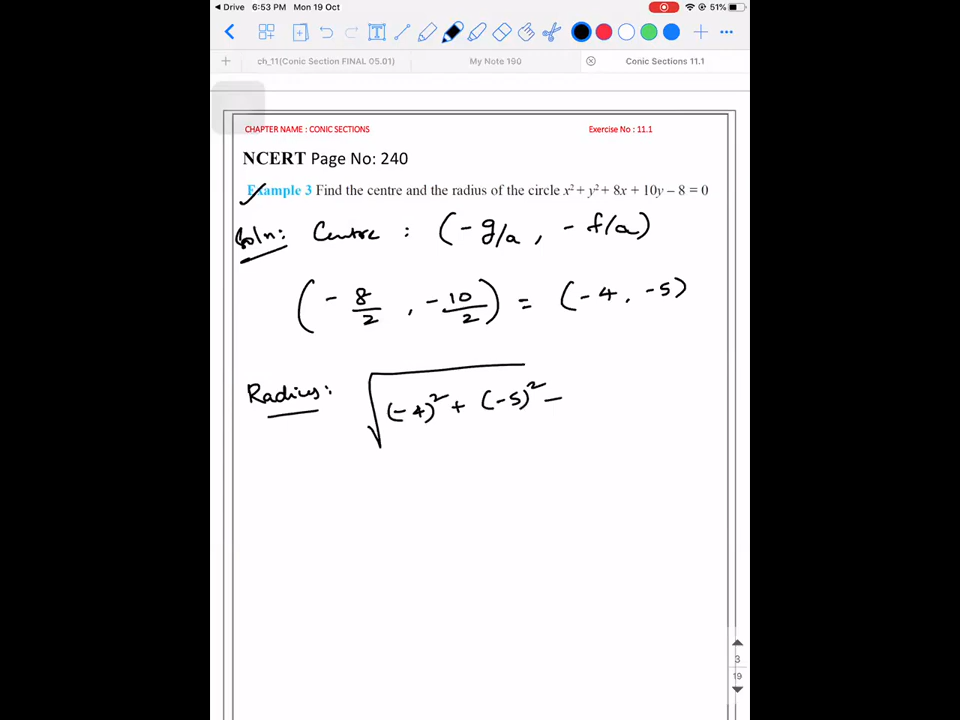 Drive 6:53 PM Mon 19 Oct 51%
ch_11(Conic Section FINAL 05.01) My Note 190 Conic Sections 11.1
CHAPTER NAME : CONIC SECTIONS Exercise No : 11.1
NCERT Page No: 240
Example 3 Find the centre and the radius of the circle x² + y² + 8x + 10y – 8 = 0
Soln: Centre : (-g/a, -f/a)
(-8/2, -10/2) = (-4, -5)
Radius: √(-4)² + (-5)² –
3
19